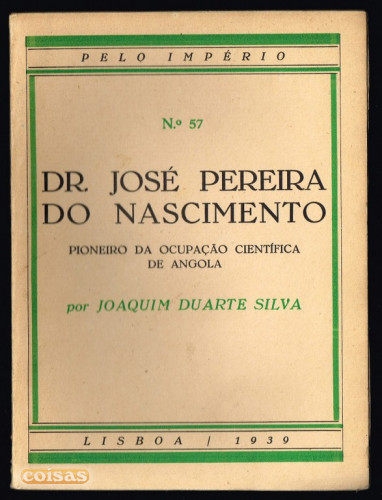 PELO IMPÉRIO
N.º 57
DR. JOSÉ PEREIRA
DO NASCIMENTO
PIONEIRO DA OCUPAÇÃO CIENTÍFICA
DE ANGOLA
por JOAQUIM DUARTE SILVA
LISBOA / 1939
coisas